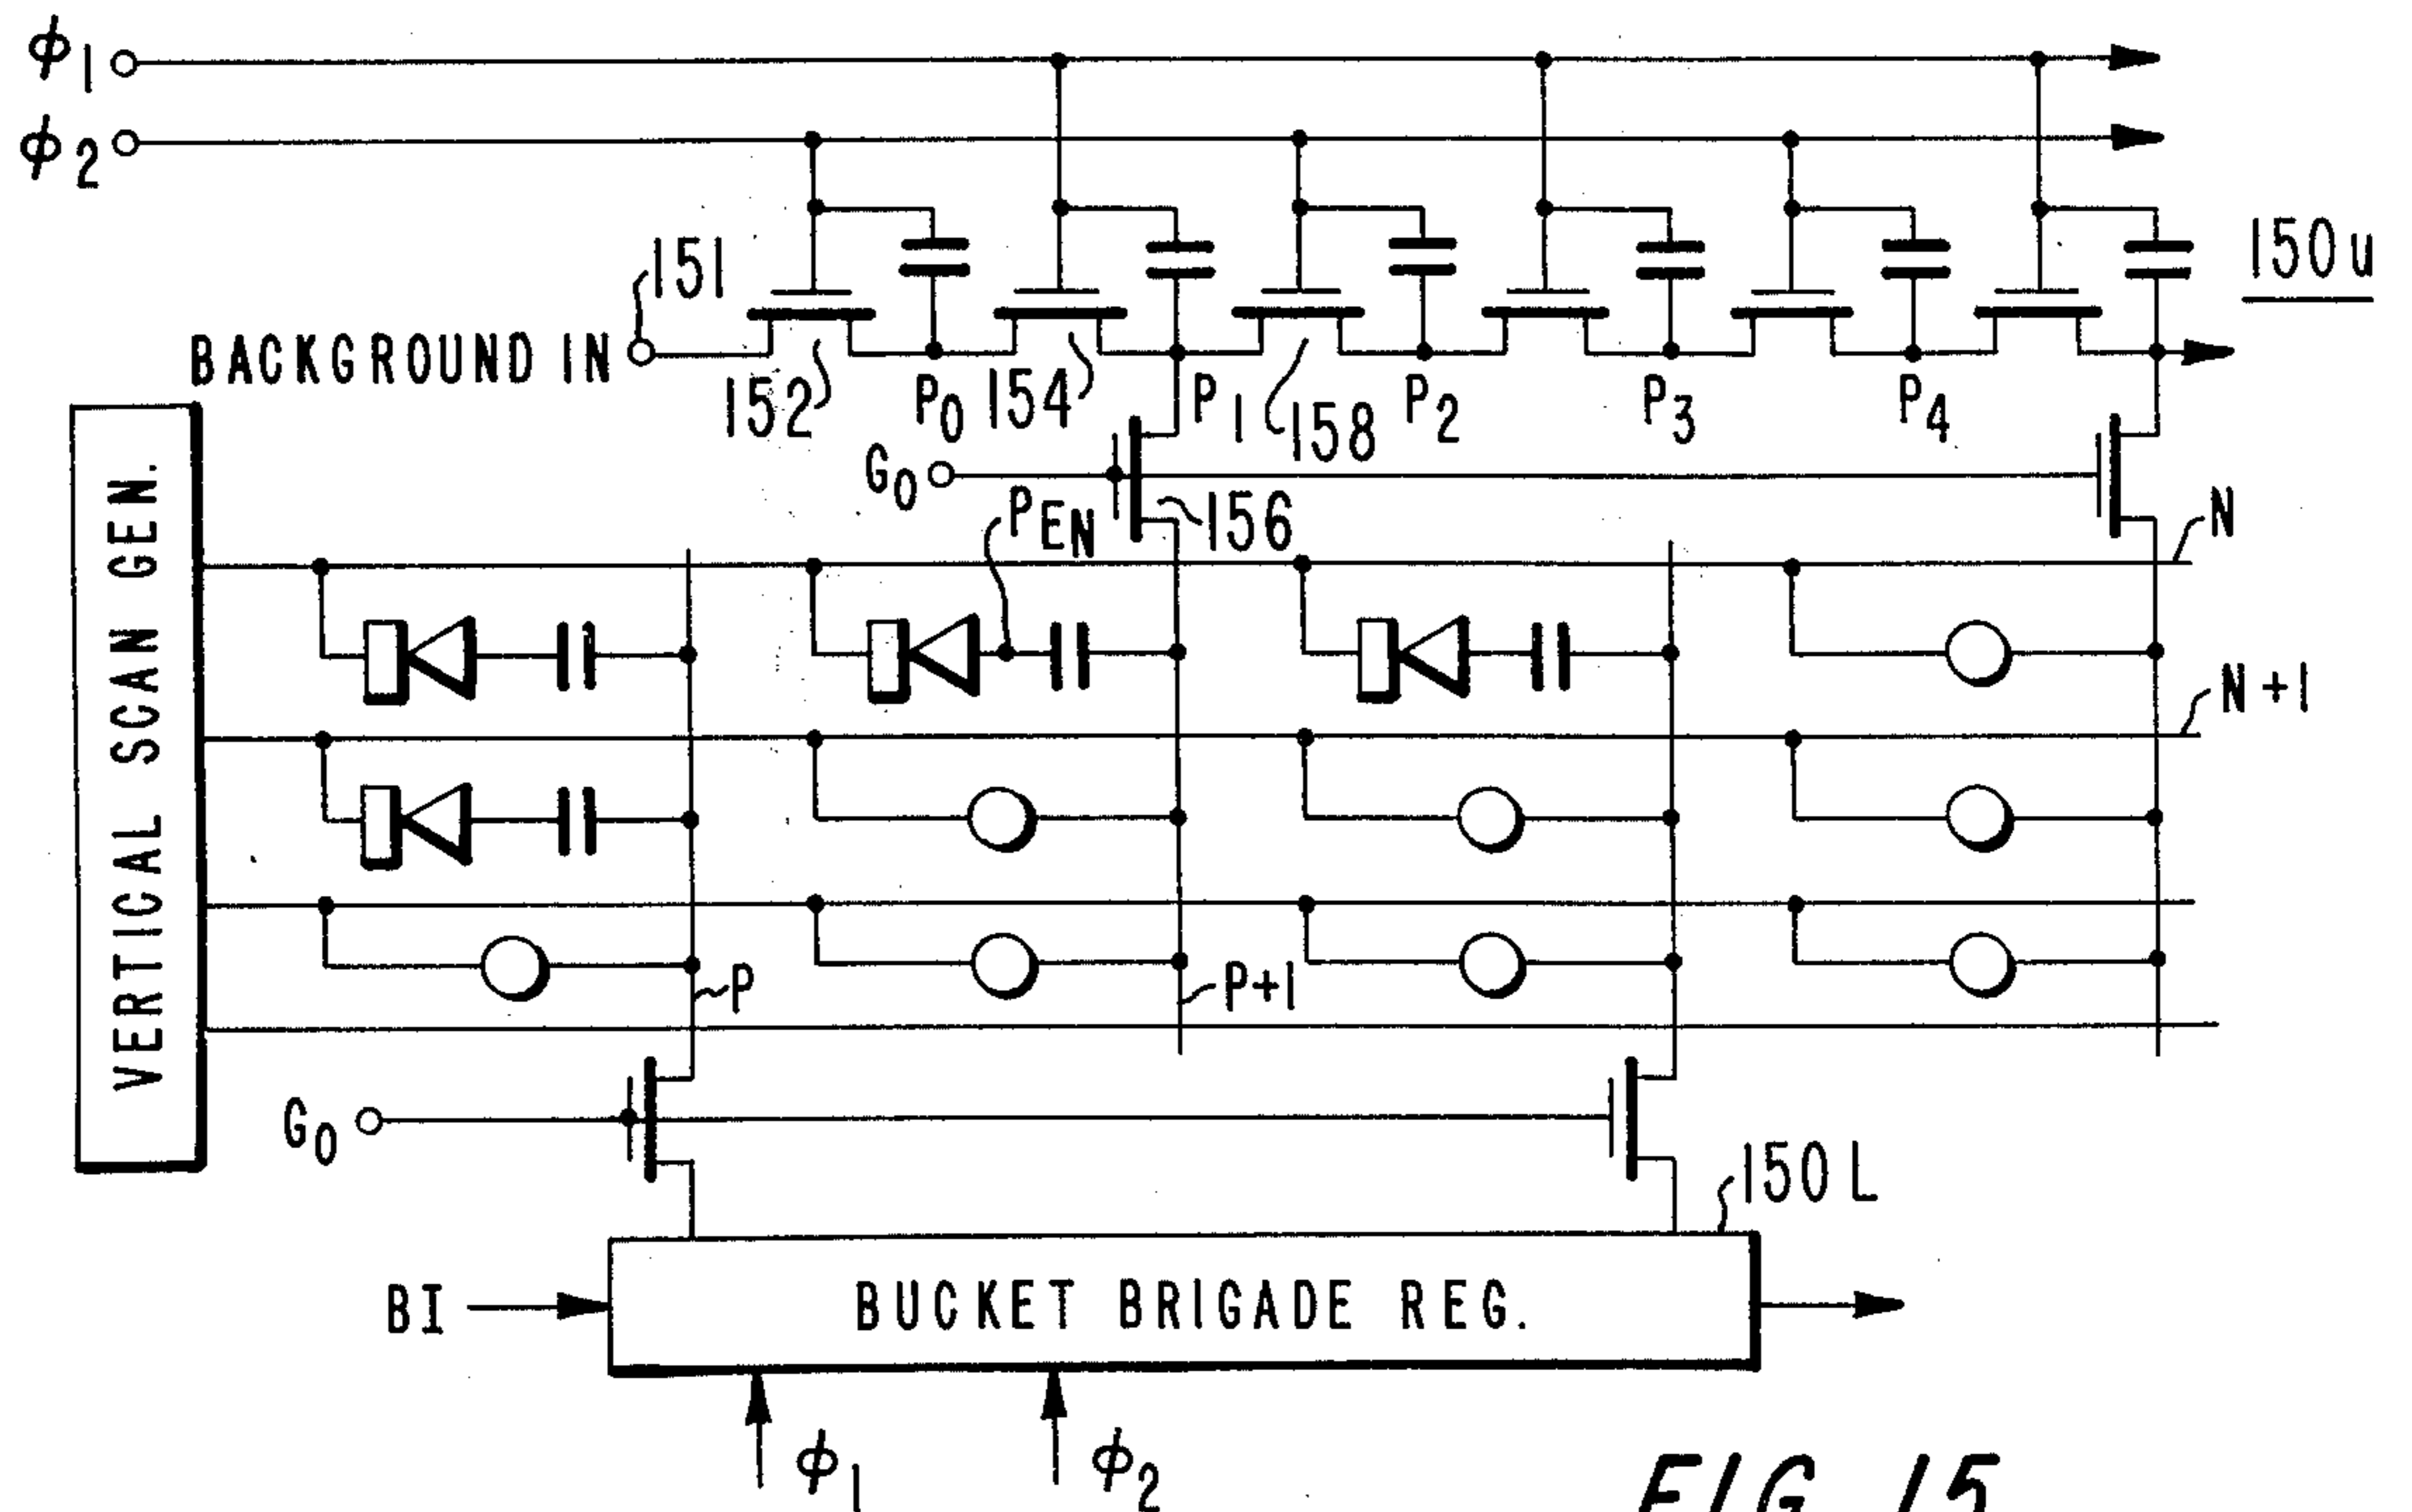 ϕ1
ϕ2
150u
151
BACKGROUND IN
152
P0
154
P1
158
P2
P3
P4
G0
PEN
156
N
VERTICAL SCAN GEN.
N+1
P
P+1
G0
150L
BI
BUCKET BRIGADE REG.
ϕ1
ϕ2
FIG 15